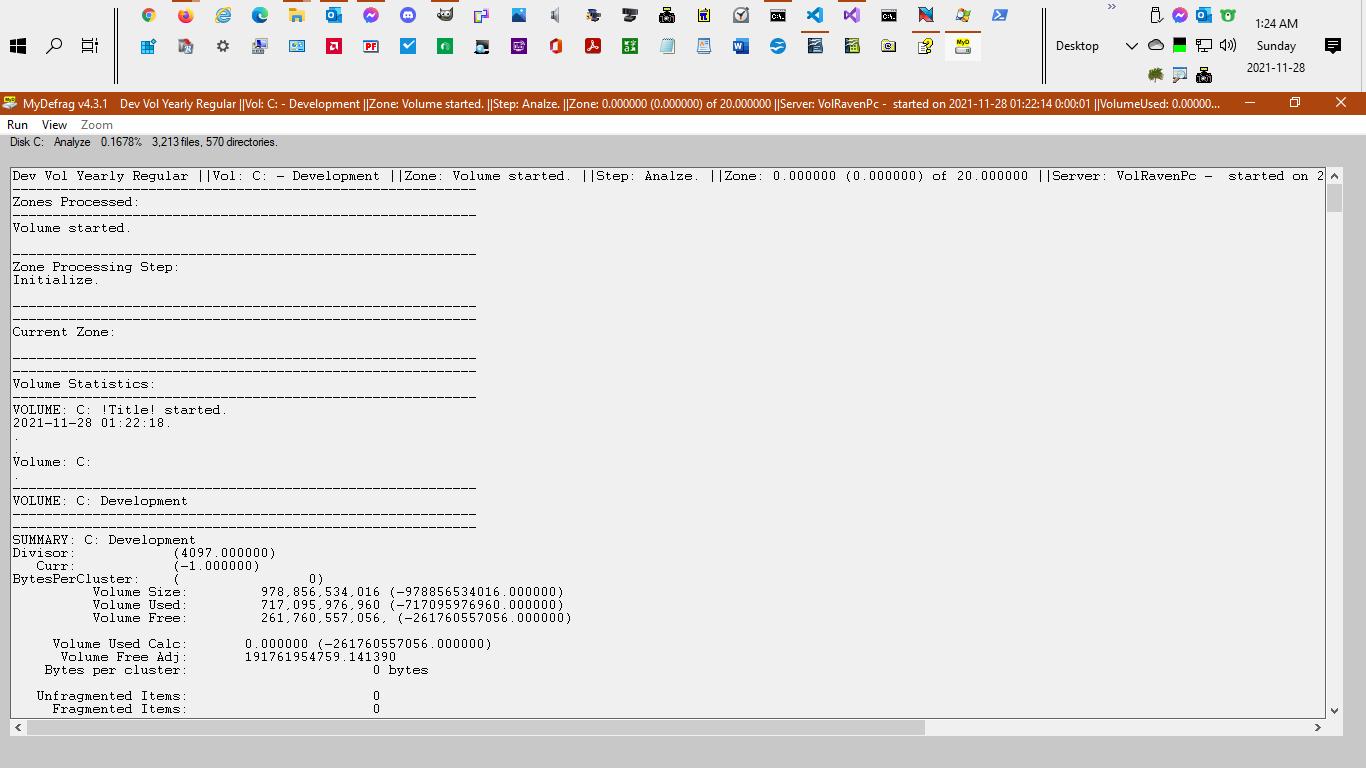 1:24 AM
Desktop
Sunday
2021-11-28
MyDefrag v4.3.1    Dev Vol Yearly Regular ||Vol: C: - Development ||Zone: Volume started. ||Step: Analze. ||Zone: 0.000000 (0.000000) of 20.000000 ||Server: VolRavenPc -  started on 2021-11-28 01:22:14 0:00:01 ||VolumeUsed: 0.00000...
Run View Zoom
Disk C:   Analyze   0.1678%   3,213 files, 570 directories.
Dev Vol Yearly Regular ||Vol: C: - Development ||Zone: Volume started. ||Step: Analze. ||Zone: 0.000000 (0.000000) of 20.000000 ||Server: VolRavenPc -  started on 2
----------------------------------------------------------
Zones Processed:
----------------------------------------------------------
Volume started.
----------------------------------------------------------
Zone Processing Step:
Initialize.
----------------------------------------------------------
----------------------------------------------------------
Current Zone:
----------------------------------------------------------
----------------------------------------------------------
Volume Statistics:
----------------------------------------------------------
VOLUME: C: !Title! started.
2021-11-28 01:22:18.
.
.
Volume: C:
.
----------------------------------------------------------
VOLUME: C: Development
----------------------------------------------------------
----------------------------------------------------------
SUMMARY: C: Development
Divisor:            (4097.000000)
Curr:             (-1.000000)
BytesPerCluster:    (                0)
Volume Size:         978,856,534,016 (-978856534016.000000)
Volume Used:         717,095,976,960 (-717095976960.000000)
Volume Free:         261,760,557,056, (-261760557056.000000)
Volume Used Calc:       0.000000 (-261760557056.000000)
Volume Free Adj:       191761954759.141390
Bytes per cluster:                       0 bytes
Unfragmented Items:                       0
Fragmented Items:                       0